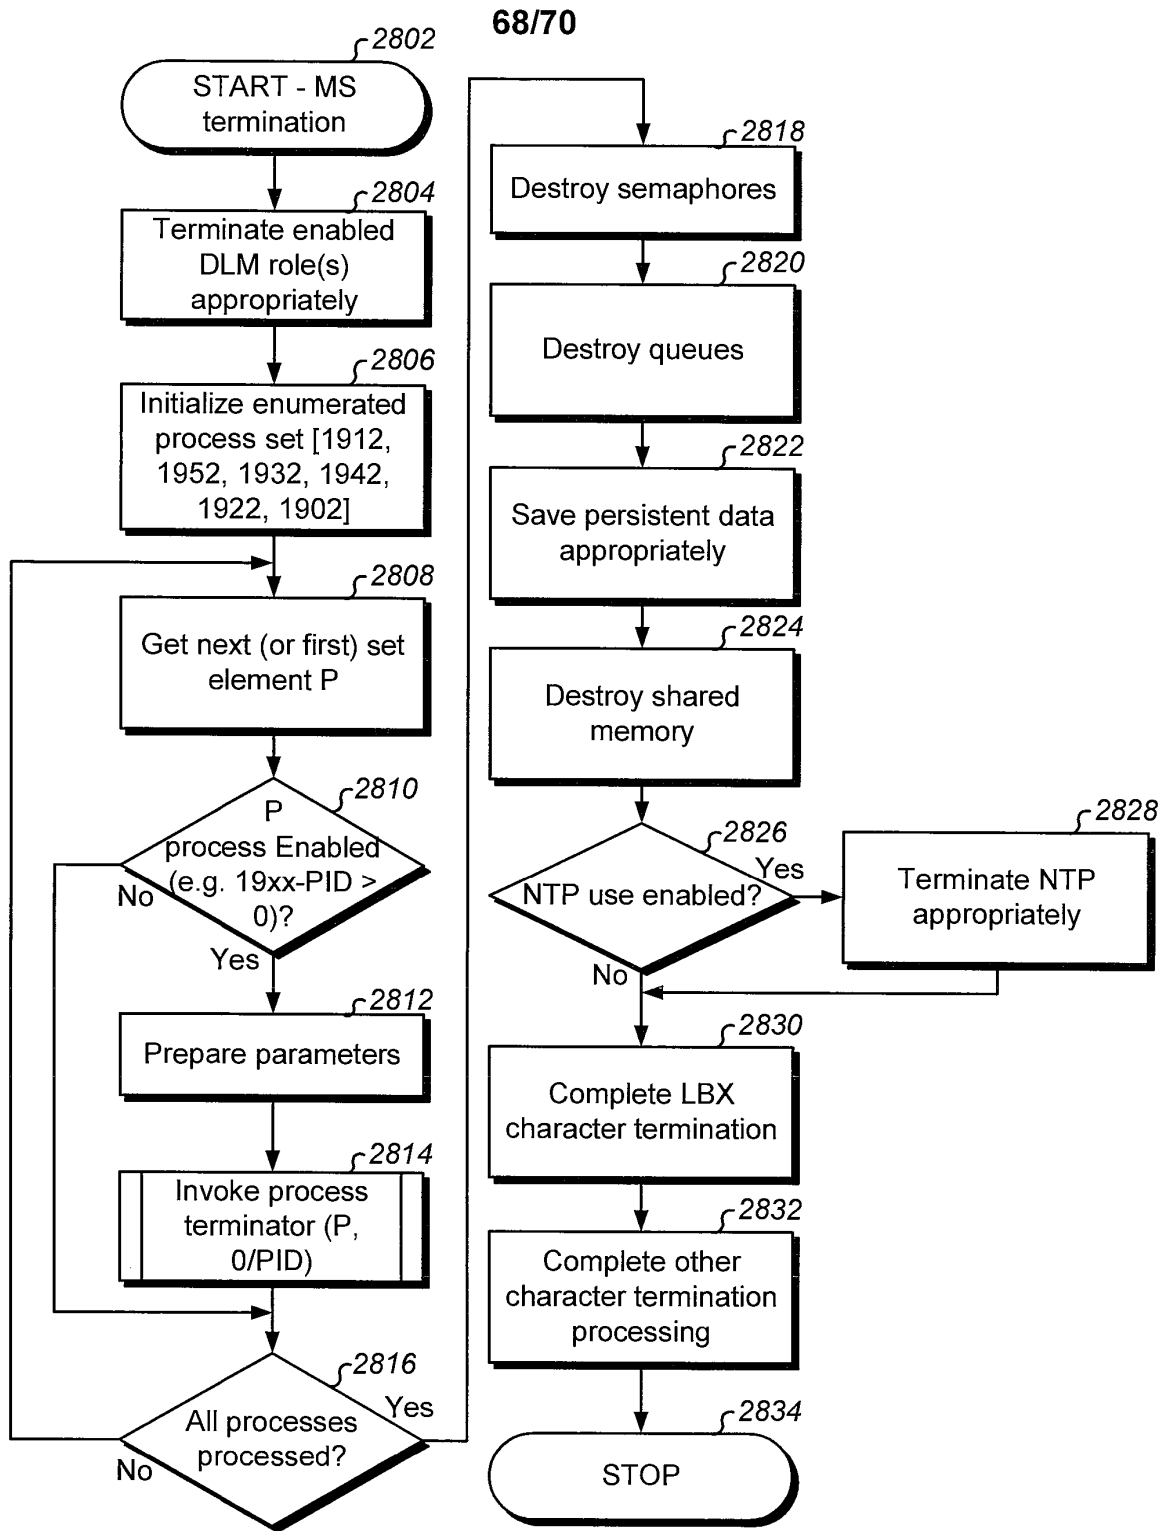 68/70
2802
START - MS
termination
2804
Terminate enabled
DLM role(s)
appropriately
2806
Initialize enumerated
process set [1912,
1952, 1932, 1942,
1922, 1902]
2808
Get next (or first) set
element P
2810
P
process Enabled
(e.g. 19xx-PID >
0)?
No
Yes
2812
Prepare parameters
2814
Invoke process
terminator (P,
0/PID)
2816
All processes
processed?
Yes
No
2818
Destroy semaphores
2820
Destroy queues
2822
Save persistent data
appropriately
2824
Destroy shared
memory
2826
NTP use enabled?
Yes
No
2828
Terminate NTP
appropriately
2830
Complete LBX
character termination
2832
Complete other
character termination
processing
2834
STOP